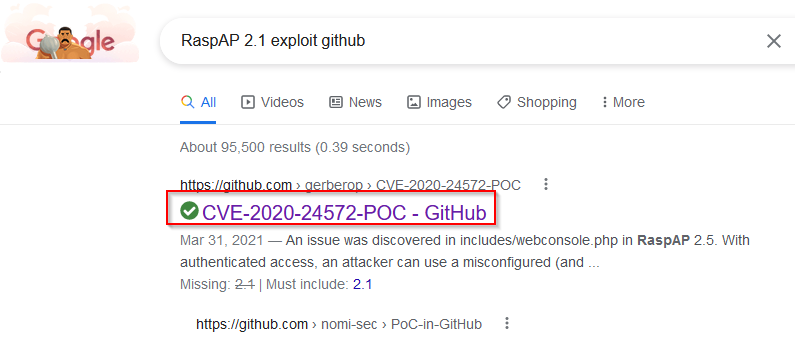 Google
RaspAP 2.1 exploit github
All Videos News Images Shopping More
About 95,500 results (0.39 seconds)
https://github.com › gerberop › CVE-2020-24572-POC
CVE-2020-24572-POC - GitHub
Mar 31, 2021 — An issue was discovered in includes/webconsole.php in RaspAP 2.5. With
authenticated access, an attacker can use a misconfigured (and ...
Missing: 2.1 | Must include: 2.1
https://github.com › nomi-sec › PoC-in-GitHub